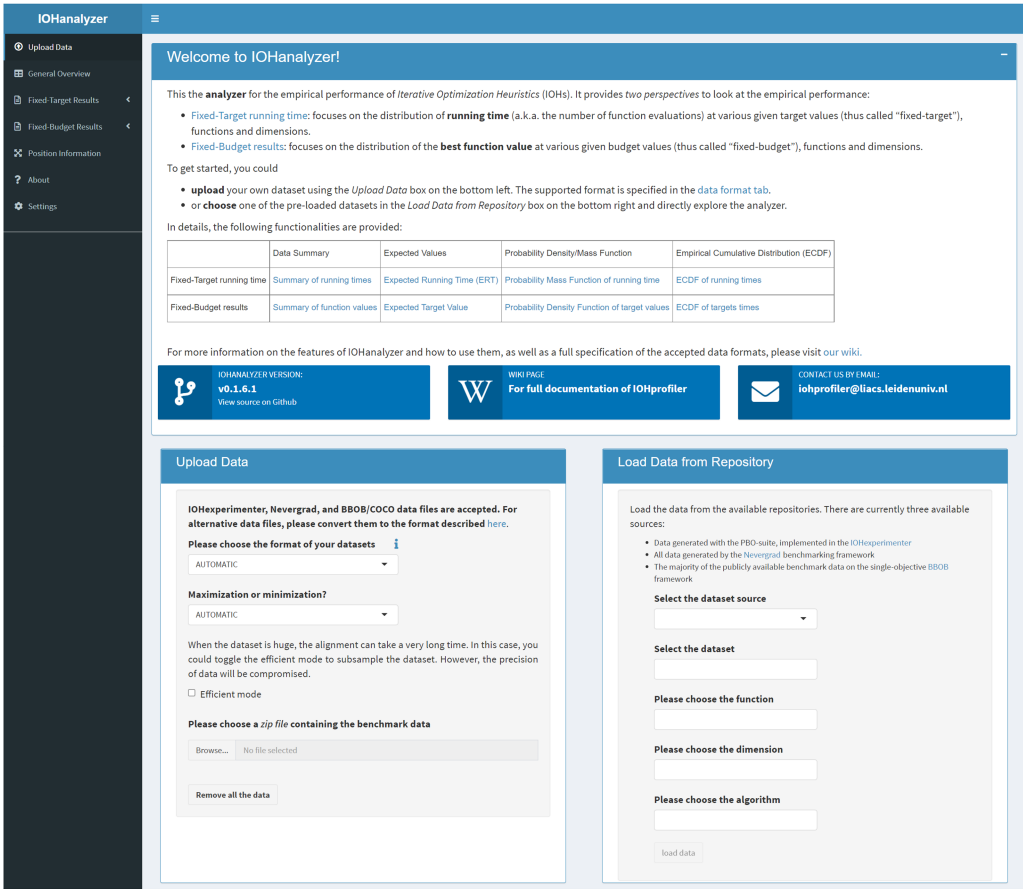 IOHanalyzer
Upload Data
General Overview
Fixed-Target Results
Fixed-Budget Results
Position Information
About
Settings
Welcome to IOHanalyzer!
This the analyzer for the empirical performance of Iterative Optimization Heuristics (IOHs). It provides two perspectives to look at the empirical performance:
• Fixed-Target running time: focuses on the distribution of running time (a.k.a. the number of function evaluations) at various given target values (thus called “fixed-target”),
functions and dimensions.
• Fixed-Budget results: focuses on the distribution of the best function value at various given budget values (thus called “fixed-budget”), functions and dimensions.
To get started, you could
• upload your own dataset using the Upload Data box on the bottom left. The supported format is specified in the data format tab.
• or choose one of the pre-loaded datasets in the Load Data from Repository box on the bottom right and directly explore the analyzer.
In details, the following functionalities are provided:
Data Summary Expected Values Probability Density/Mass Function Empirical Cumulative Distribution (ECDF)
Fixed-Target running time Summary of running times Expected Running Time (ERT) Probability Mass Function of running time ECDF of running times
Fixed-Budget results Summary of function values Expected Target Value Probability Density Function of target values ECDF of targets times
For more information on the features of IOHanalyzer and how to use them, as well as a full specification of the accepted data formats, please visit our wiki.
IOHANALYZER VERSION:
v0.1.6.1
View source on Github
WIKI PAGE
For full documentation of IOHprofiler
CONTACT US BY EMAIL:
iohprofiler@liacs.leidenuniv.nl
Upload Data
IOHexperimenter, Nevergrad, and BBOB/COCO data files are accepted. For
alternative data files, please convert them to the format described here.
Please choose the format of your datasets
AUTOMATIC
Maximization or minimization?
AUTOMATIC
When the dataset is huge, the alignment can take a very long time. In this case, you
could toggle the efficient mode to subsample the dataset. However, the precision
of data will be compromised.
Efficient mode
Please choose a zip file containing the benchmark data
Browse... No file selected
Remove all the data
Load Data from Repository
Load the data from the available repositories. There are currently three available
sources:
• Data generated with the PBO-suite, implemented in the IOHexperimenter
• All data generated by the Nevergrad benchmarking framework
• The majority of the publicly available benchmark data on the single-objective BBOB
framework
Select the dataset source
Select the dataset
Please choose the function
Please choose the dimension
Please choose the algorithm
load data